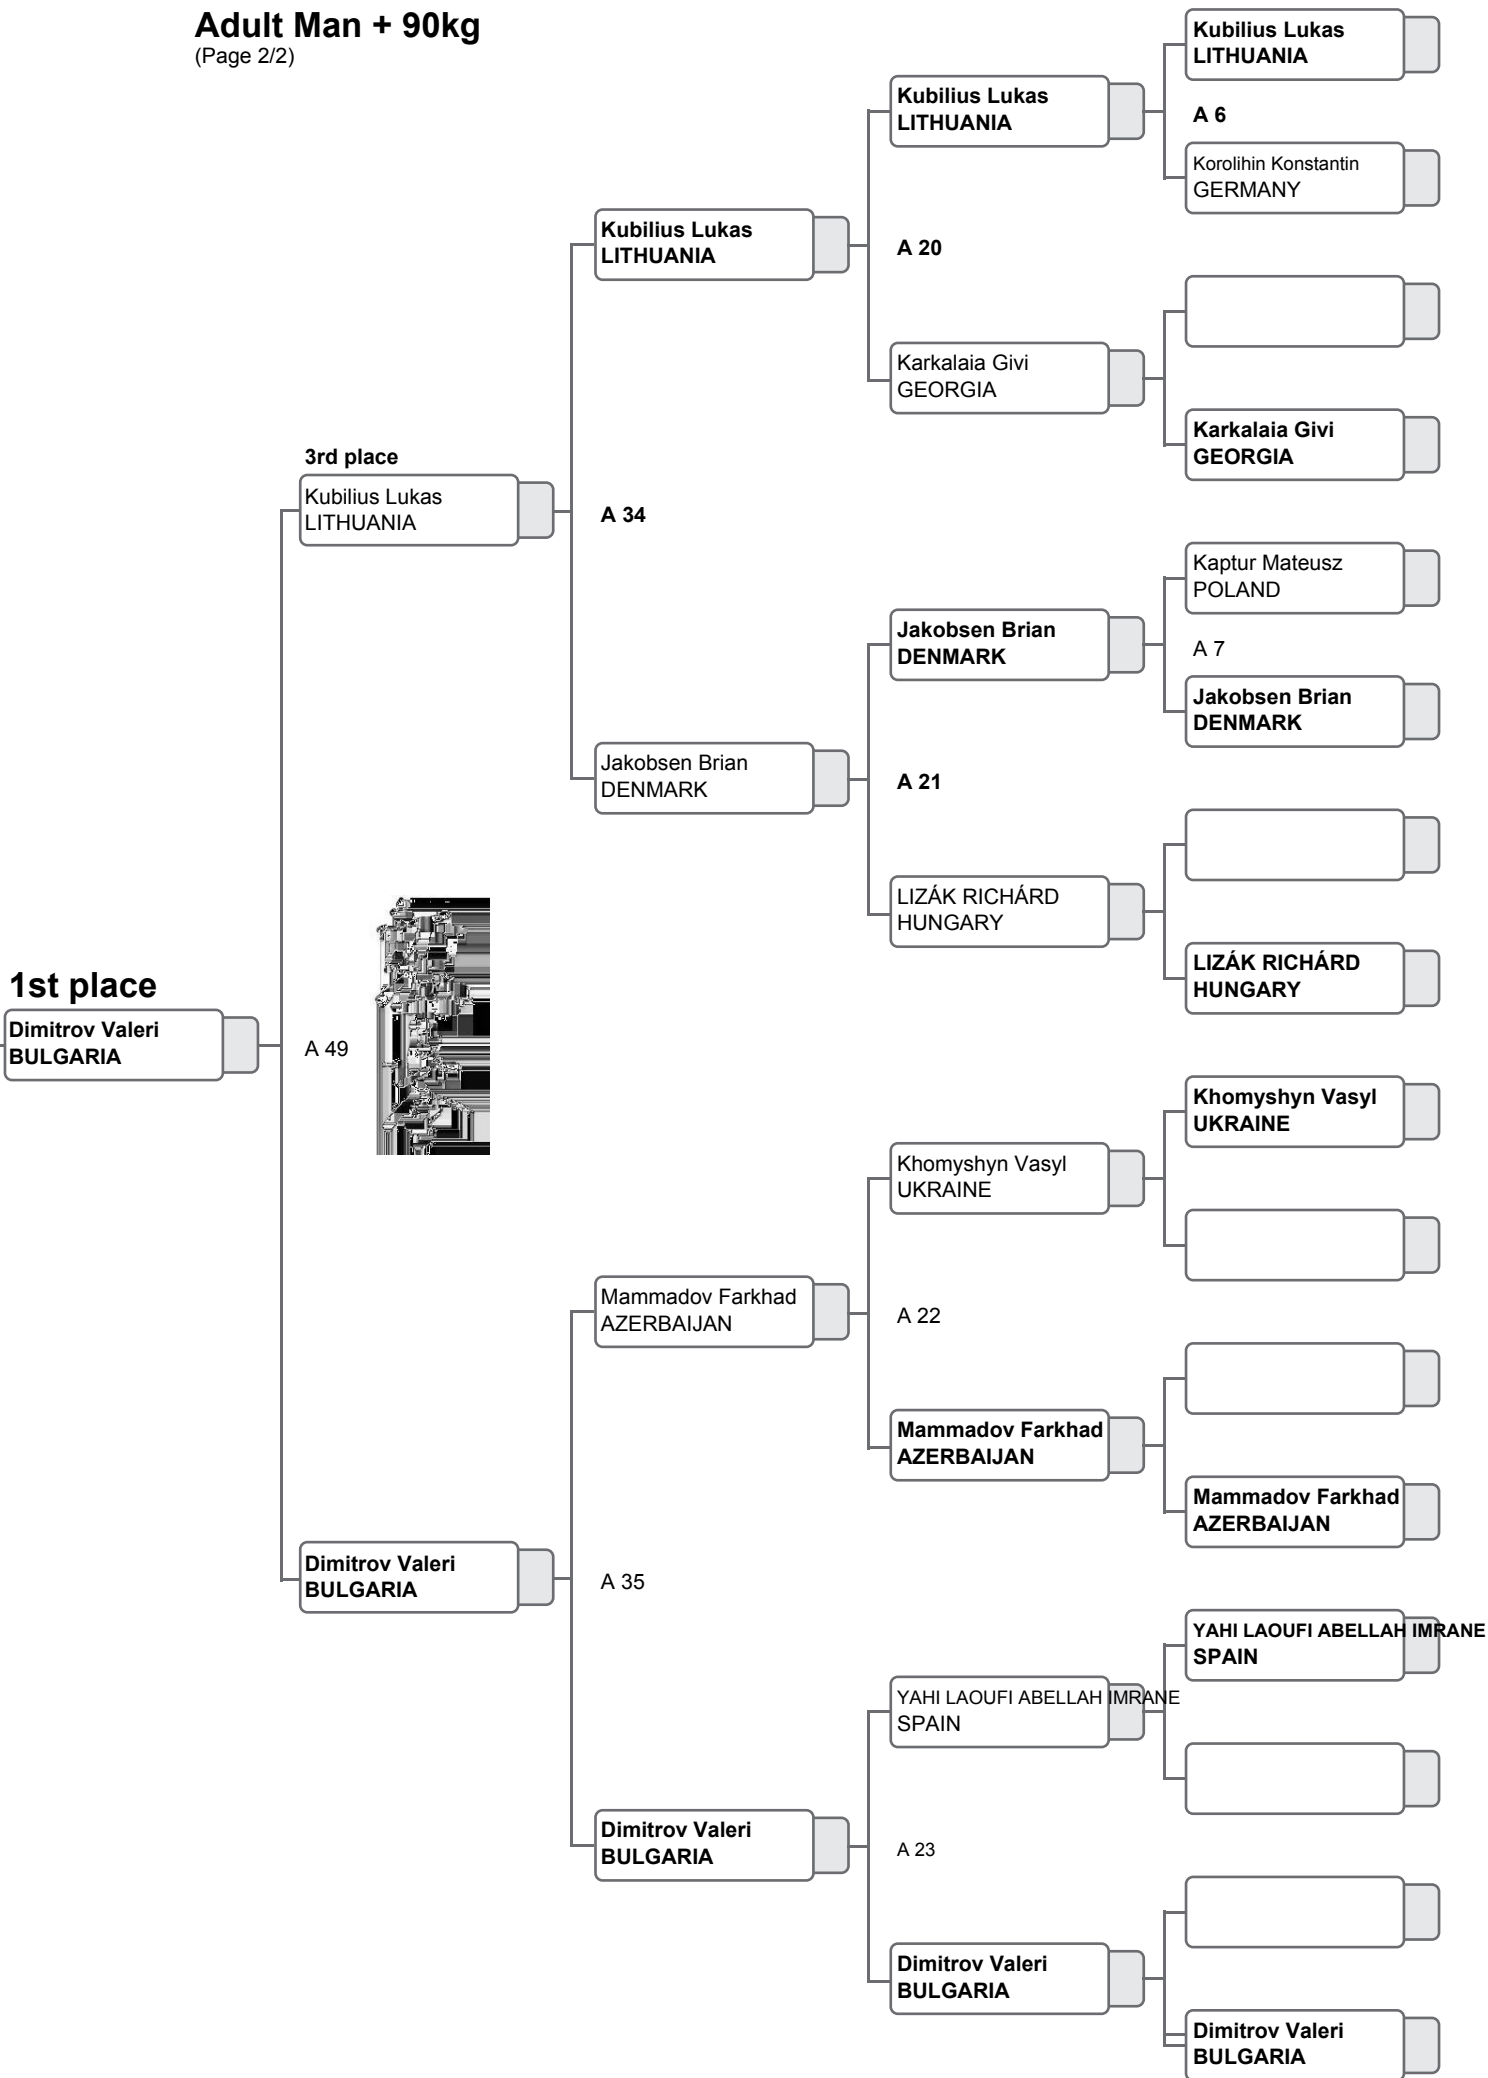 Adult Man + 90kg
(Page 2/2)
1st place
Dimitrov Valeri
BULGARIA
3rd place
Kubilius Lukas
LITHUANIA
A 49
Dimitrov Valeri
BULGARIA
Kubilius Lukas
LITHUANIA
A 34
Jakobsen Brian
DENMARK
Mammadov Farkhad
AZERBAIJAN
A 35
Dimitrov Valeri
BULGARIA
Kubilius Lukas
LITHUANIA
A 20
Karkalaia Givi
GEORGIA
Jakobsen Brian
DENMARK
A 21
LIZÁK RICHÁRD
HUNGARY
Khomyshyn Vasyl
UKRAINE
A 22
Mammadov Farkhad
AZERBAIJAN
YAHI LAOUFI ABELLAH IMRANE
SPAIN
A 23
Dimitrov Valeri
BULGARIA
Kubilius Lukas
LITHUANIA
A 6
Korolihin Konstantin
GERMANY
Karkalaia Givi
GEORGIA
Kaptur Mateusz
POLAND
A 7
Jakobsen Brian
DENMARK
LIZÁK RICHÁRD
HUNGARY
Khomyshyn Vasyl
UKRAINE
Mammadov Farkhad
AZERBAIJAN
YAHI LAOUFI ABELLAH IMRANE
SPAIN
Dimitrov Valeri
BULGARIA